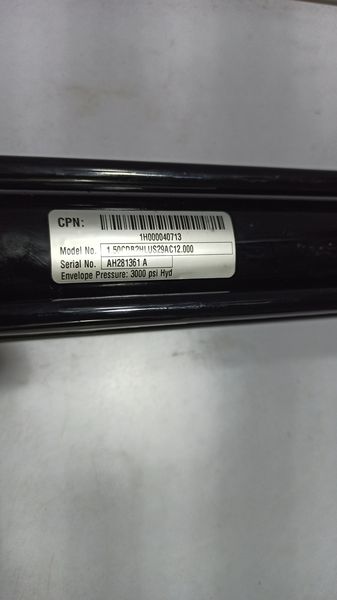 CPN:
1H000040713
Model No. 1.50CDB2HLUS29AC12.000
Serial No. AH281361 A
Envelope Pressure: 3000 psi Hyd